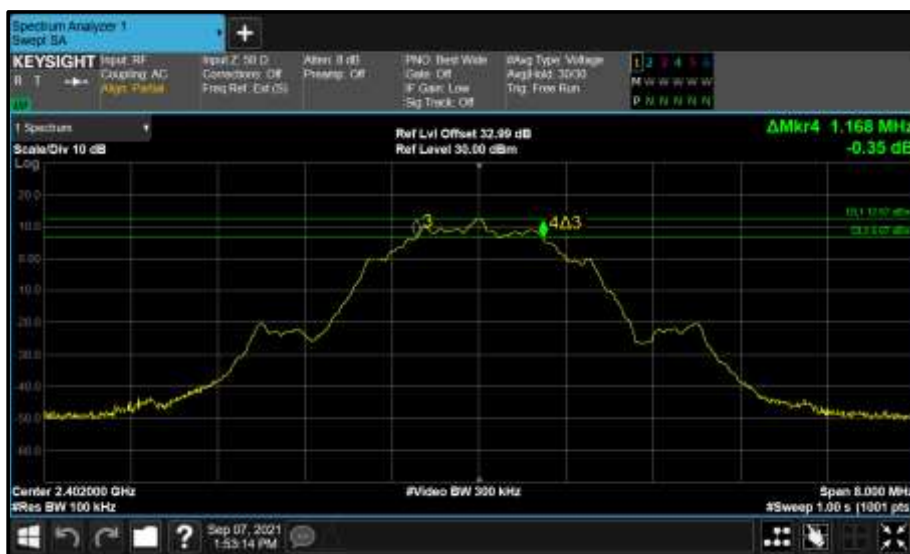 Spectrum Analyzer 1
Swept SA
+
KEYSIGHT Input: RF Input Z: 50 Ω Atten: 8 dB PNO: Best Wide #Avg Type: Voltage 1 2 3 4 5 6
R T Coupling: AC Corrections: Off Preamp: Off Gate: Off Avg|Hold: 30/30 M W W W W W
Align: Partial Freq Ref: Ext (S) IF Gain: Low Trig: Free Run
Sig Track: Off P N N N N N
1 Spectrum Ref Lvl Offset 32.99 dB ΔMkr4 1.168 MHz
Scale/Div 10 dB Ref Level 30.00 dBm -0.35 dB
Log
20.0
10.0 3 4Δ3
0.00
-10.0
-20.0
-30.0
-40.0
-50.0
-60.0
Center 2.402000 GHz #Video BW 300 kHz Span 8.000 MHz
#Res BW 100 kHz #Sweep 1.00 s (1001 pts
Sep 07, 2021
1:53:14 PM
?